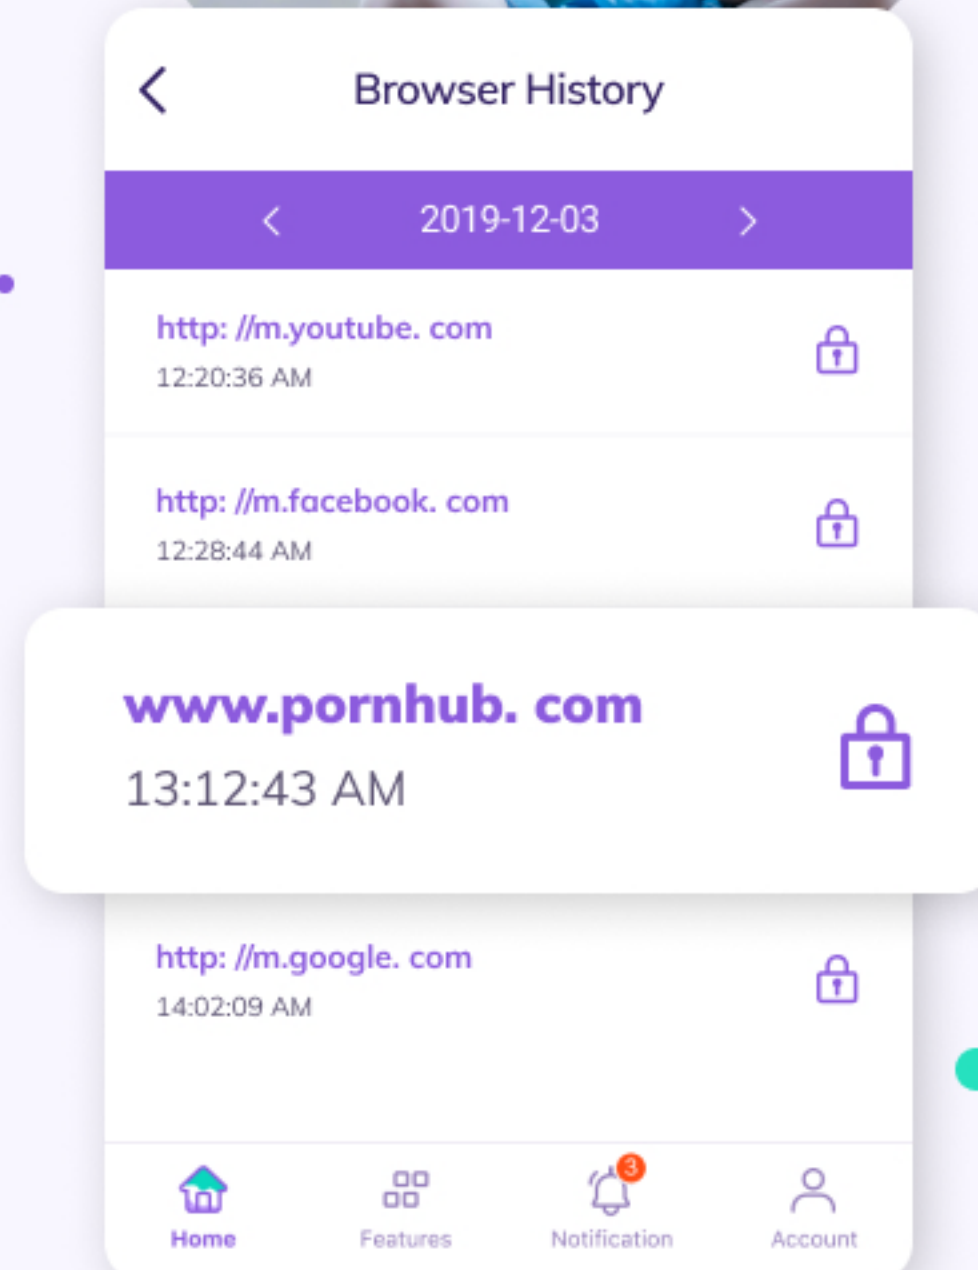 Browser History
2019-12-03
http: //m.youtube. com
12:20:36 AM
http: //m.facebook. com
12:28:44 AM
www.pornhub. com
13:12:43 AM
http: //m.google. com
14:02:09 AM
3
Home Features Notification Account